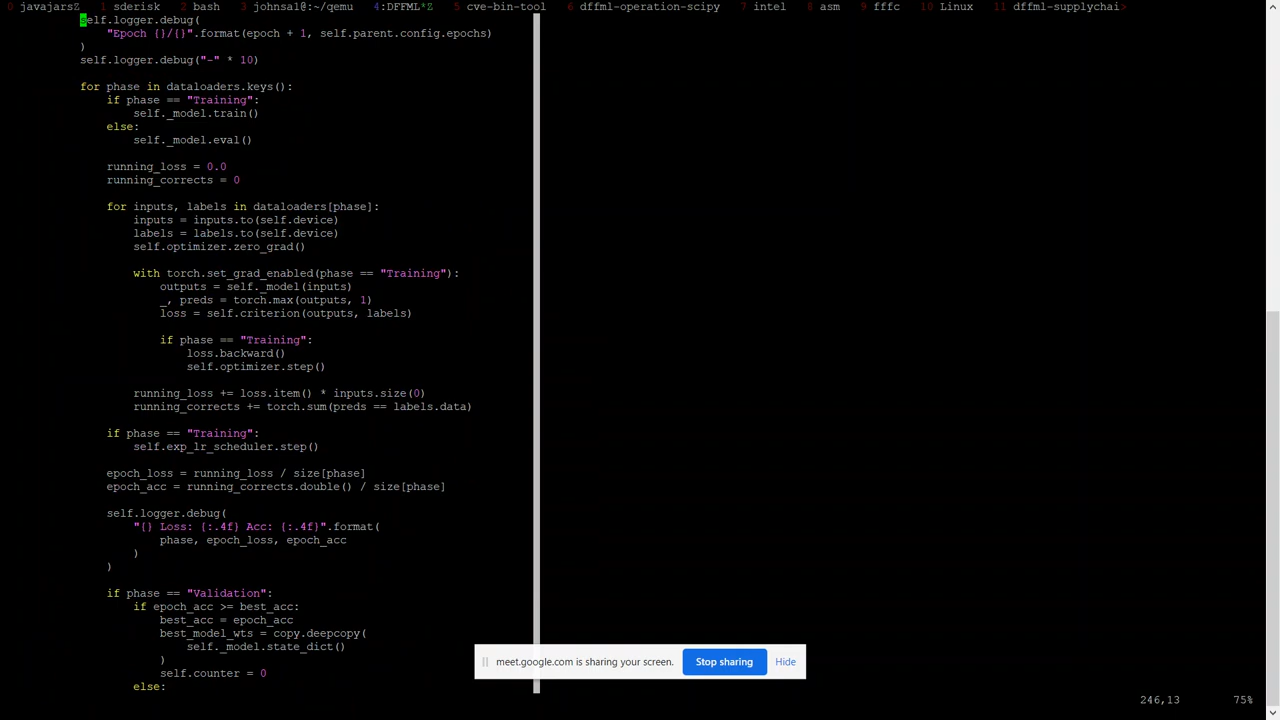 0 javajarsZ 1 sderisk 2 bash 3 johnsal@:~/qemu 4:DFFML*Z 5 cve-bin-tool 6 dffml-operation-scipy 7 intel 8 asm 9 fffc 10 Linux 11 dffml-supplychai>
self.logger.debug(
"Epoch {}/{}".format(epoch + 1, self.parent.config.epochs)
)
self.logger.debug("-" * 10)
for phase in dataloaders.keys():
if phase == "Training":
self._model.train()
else:
self._model.eval()
running_loss = 0.0
running_corrects = 0
for inputs, labels in dataloaders[phase]:
inputs = inputs.to(self.device)
labels = labels.to(self.device)
self.optimizer.zero_grad()
with torch.set_grad_enabled(phase == "Training"):
outputs = self._model(inputs)
_, preds = torch.max(outputs, 1)
loss = self.criterion(outputs, labels)
if phase == "Training":
loss.backward()
self.optimizer.step()
running_loss += loss.item() * inputs.size(0)
running_corrects += torch.sum(preds == labels.data)
if phase == "Training":
self.exp_lr_scheduler.step()
epoch_loss = running_loss / size[phase]
epoch_acc = running_corrects.double() / size[phase]
self.logger.debug(
"{} Loss: {:.4f} Acc: {:.4f}".format(
phase, epoch_loss, epoch_acc
)
)
if phase == "Validation":
if epoch_acc >= best_acc:
best_acc = epoch_acc
best_model_wts = copy.deepcopy(
self._model.state_dict()
)
self.counter = 0
else:
meet.google.com is sharing your screen. Stop sharing Hide
246,13 75%